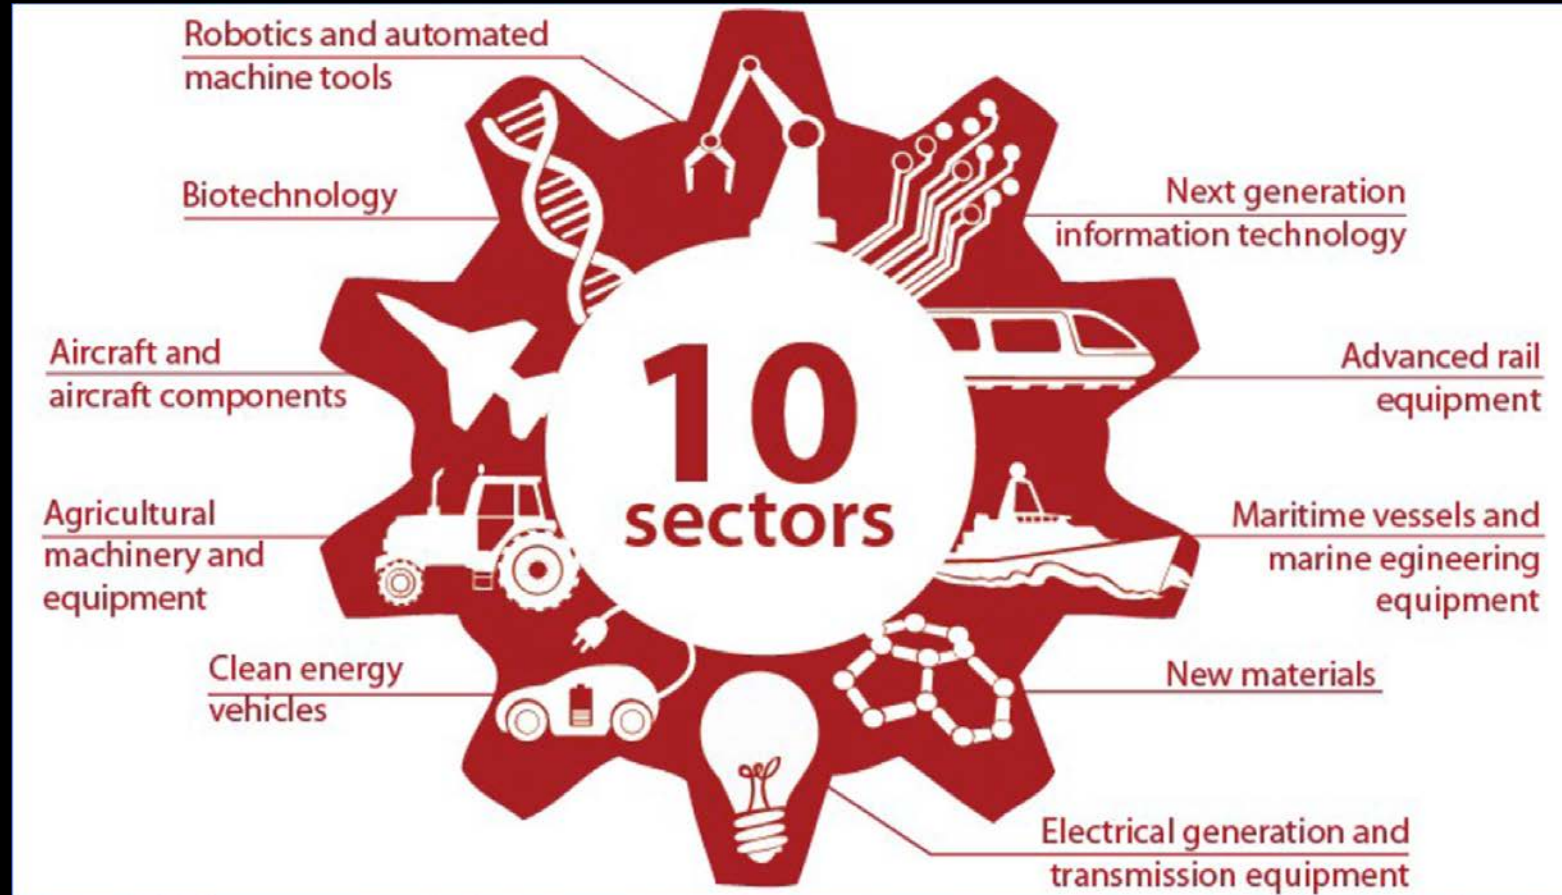 Robotics and automated
machine tools
Biotechnology
Aircraft and
aircraft components
Agricultural
machinery and
equipment
Clean energy
vehicles
10
sectors
Next generation
information technology
Advanced rail
equipment
Maritime vessels and
marine egineering
equipment
New materials
Electrical generation and
transmission equipment